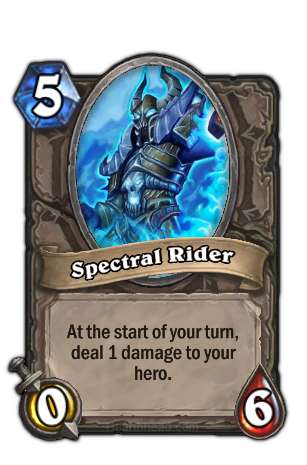 5
Spectral Rider
At the start of your turn,
deal 1 damage to your
hero.
0
6